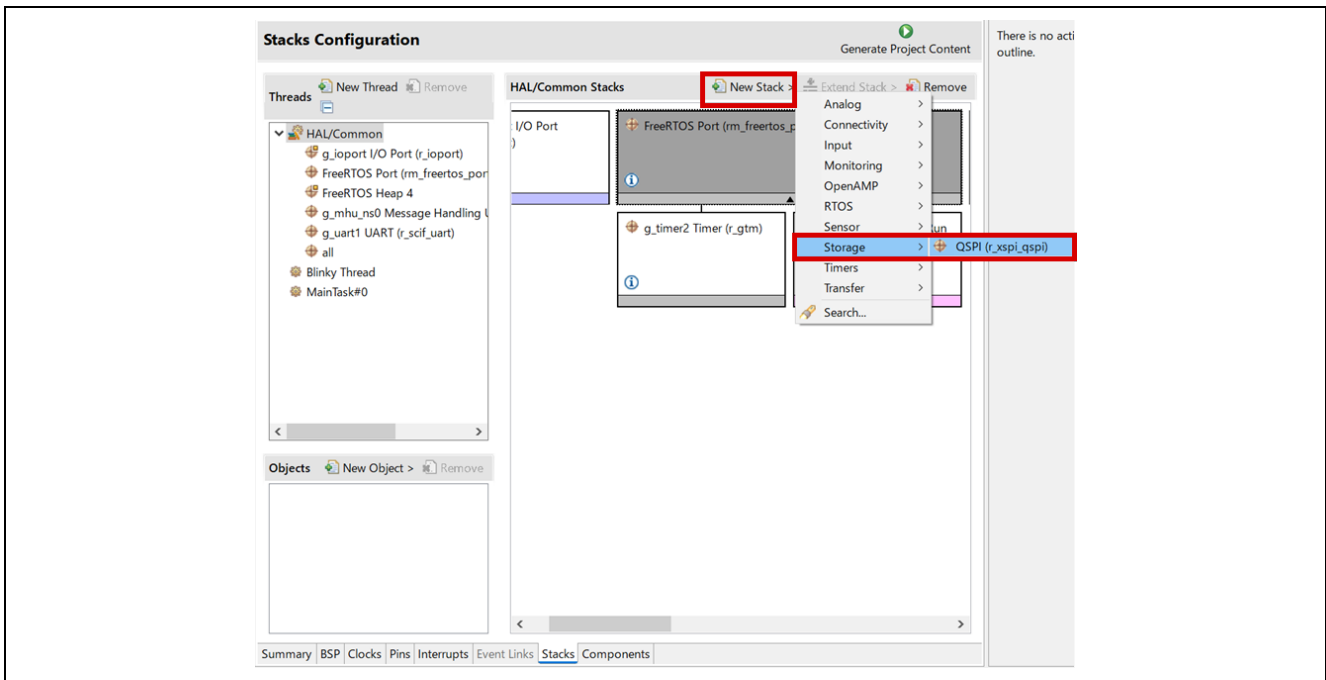 Stacks Configuration
Generate Project Content
There is no acti
outline.
Threads
New Thread
Remove
HAL/Common
g_ioport I/O Port (r_ioport)
FreeRTOS Port (rm_freertos_por
FreeRTOS Heap 4
g_mhu_ns0 Message Handling U
g_uart1 UART (r_scif_uart)
all
Blinky Thread
MainTask#0
Objects
New Object >
Remove
HAL/Common Stacks
New Stack >
Extend Stack >
Remove
I/O Port
)
FreeRTOS Port (rm_freertos_p
g_timer2 Timer (r_gtm)
Analog >
Connectivity >
Input >
Monitoring >
OpenAMP >
RTOS >
Sensor >
Storage >
QSPI (r_xspi_qspi)
Timers >
Transfer >
Search...
Summary BSP Clocks Pins Interrupts Event Links Stacks Components